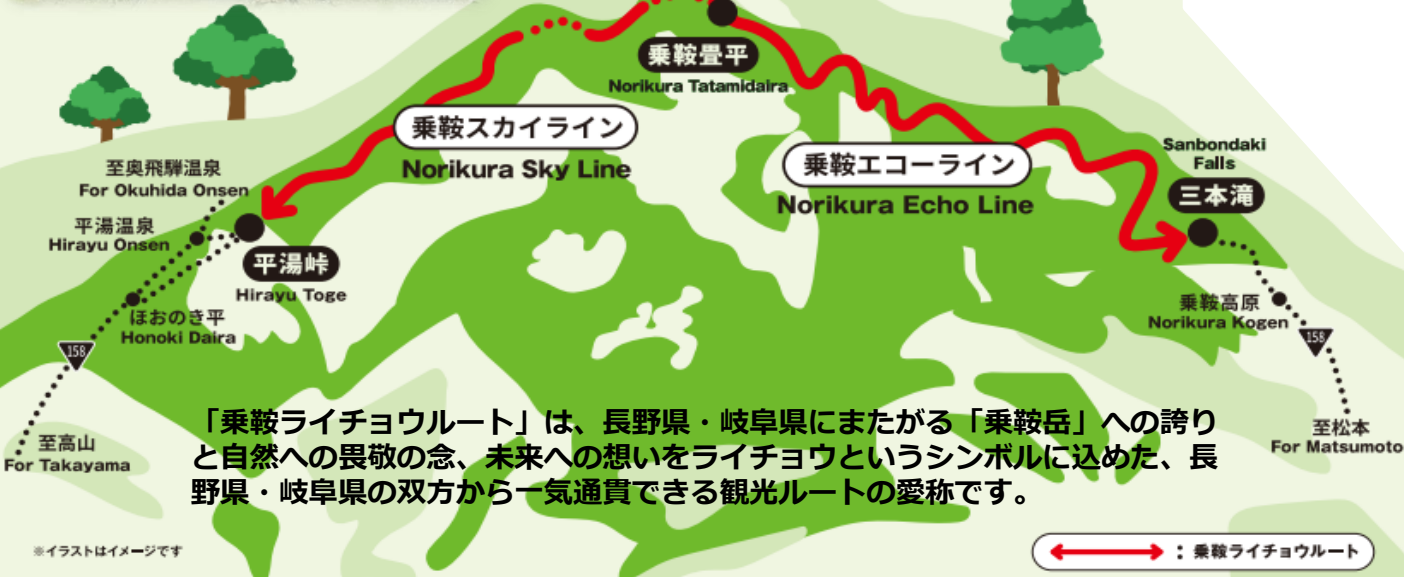 乗鞍畳平
Norikura Tatamidaira
乗鞍スカイライン
Norikura Sky Line
乗鞍エコーライン
Norikura Echo Line
Sanbondaki
Falls
三本滝
至奥飛騨温泉
For Okuhida Onsen
平湯温泉
Hirayu Onsen
平湯峠
Hirayu Toge
ほおのき平
Honoki Daira
158
至高山
For Takayama
乗鞍高原
Norikura Kogen
158
至松本
For Matsumoto
「乗鞍ライチョウルート」は、長野県・岐阜県にまたがる「乗鞍岳」への誇り
と自然への畏敬の念、未来への想いをライチョウというシンボルに込めた、長
野県・岐阜県の双方から一気通貫できる観光ルートの愛称です。
※イラストはイメージです
：乗鞍ライチョウルート